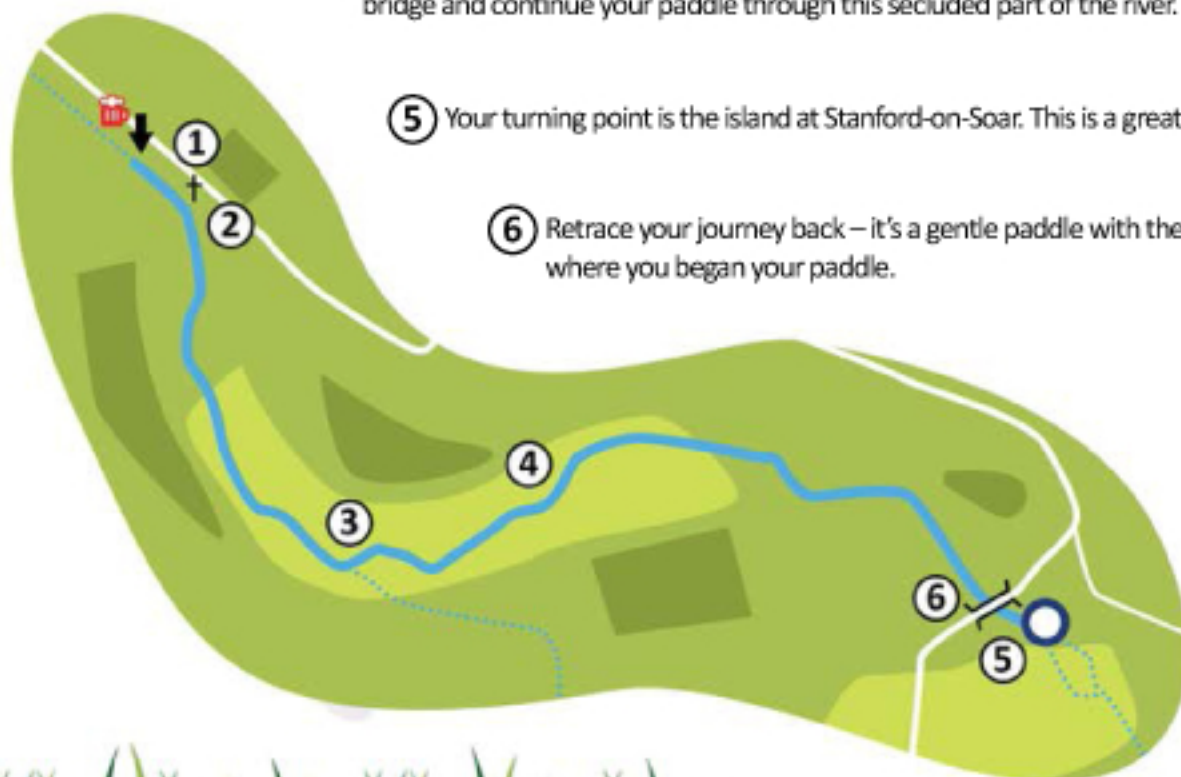 bridge and continue your paddle through this secluded part of the river.
5 Your turning point is the island at Stanford-on-Soar. This is a great
6 Retrace your journey back – it's a gentle paddle with the
where you began your paddle.
1
2
4
3
6
5